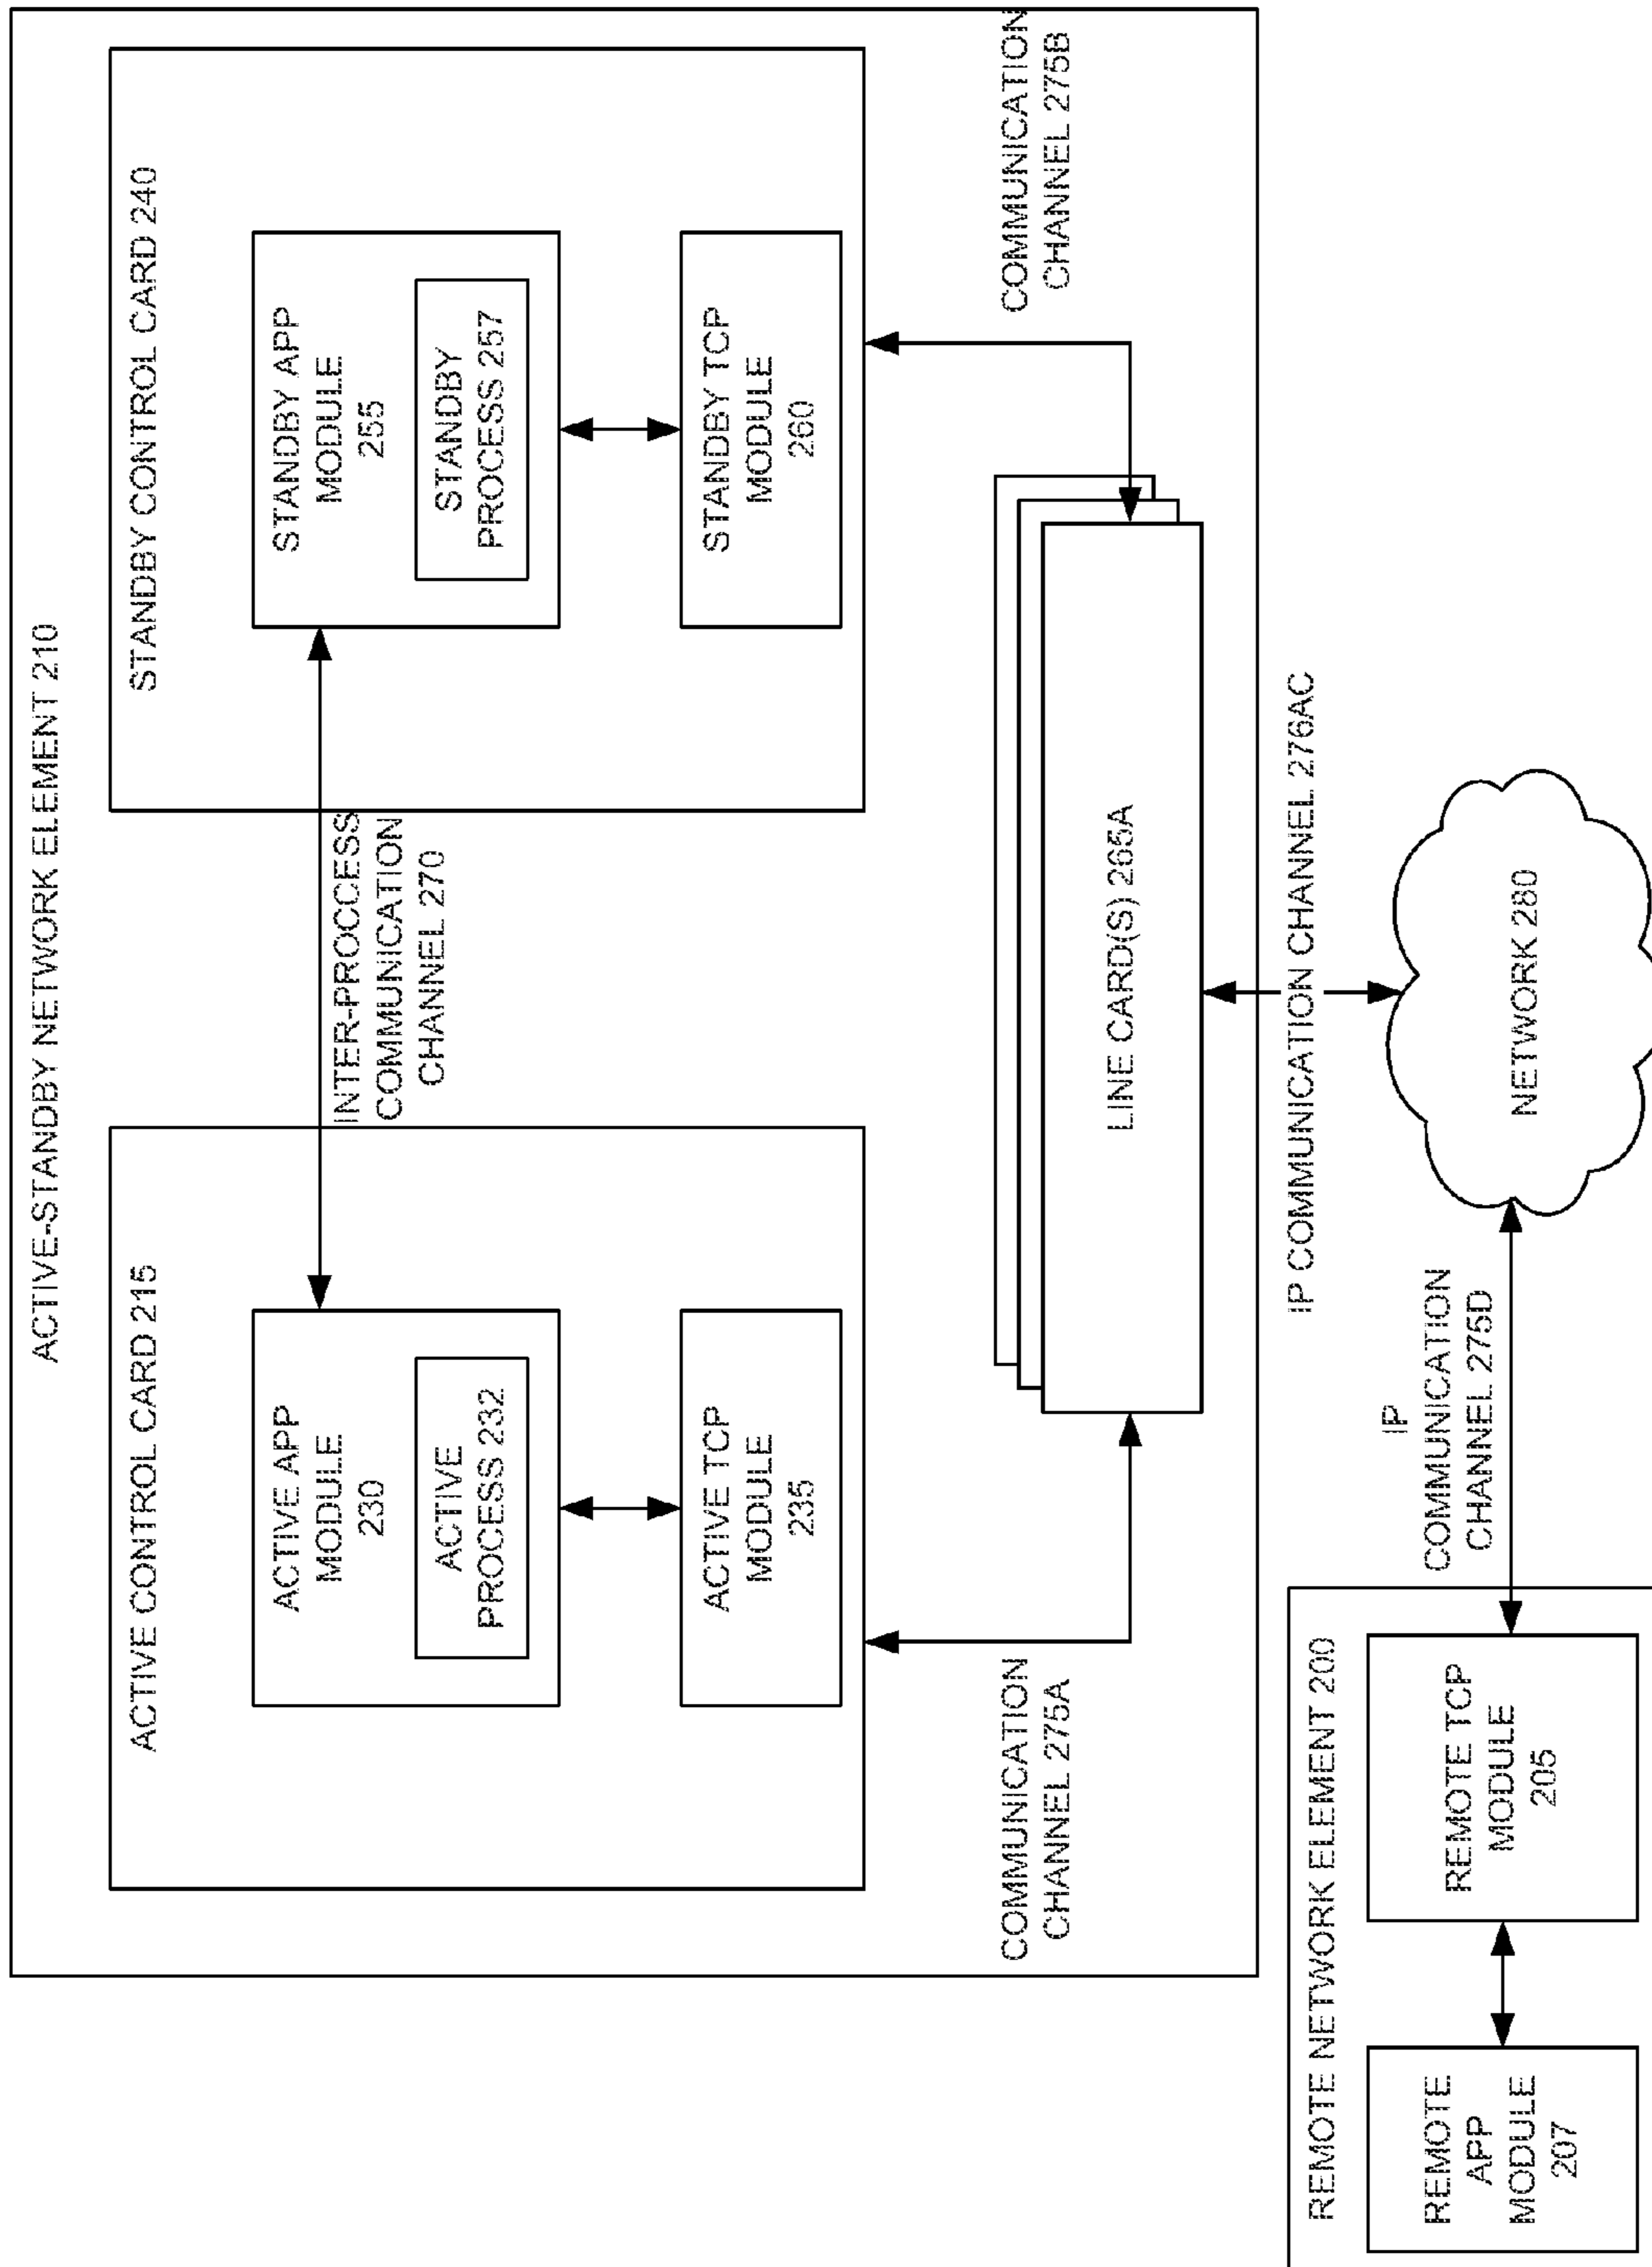 ACTIVE-STANDBY NETWORK ELEMENT 210
ACTIVE CONTROL CARD 215
ACTIVE APP
MODULE
230
ACTIVE
PROCESS 232
ACTIVE TCP
MODULE
235
INTER-PROCCESS
COMMUNICATION
CHANNEL 270
STANDBY CONTROL CARD 240
STANDBY APP
MODULE
255
STANDBY
PROCESS 257
STANDBY TCP
MODULE
260
COMMUNICATION
CHANNEL 275A
LINE CARD(S) 265A
COMMUNICATION
CHANNEL 275B
IP COMMUNICATION CHANNEL 276AC
REMOTE NETWORK ELEMENT 200
REMOTE
APP
MODULE
207
REMOTE TCP
MODULE
205
IP
COMMUNICATION
CHANNEL 275D
NETWORK 280